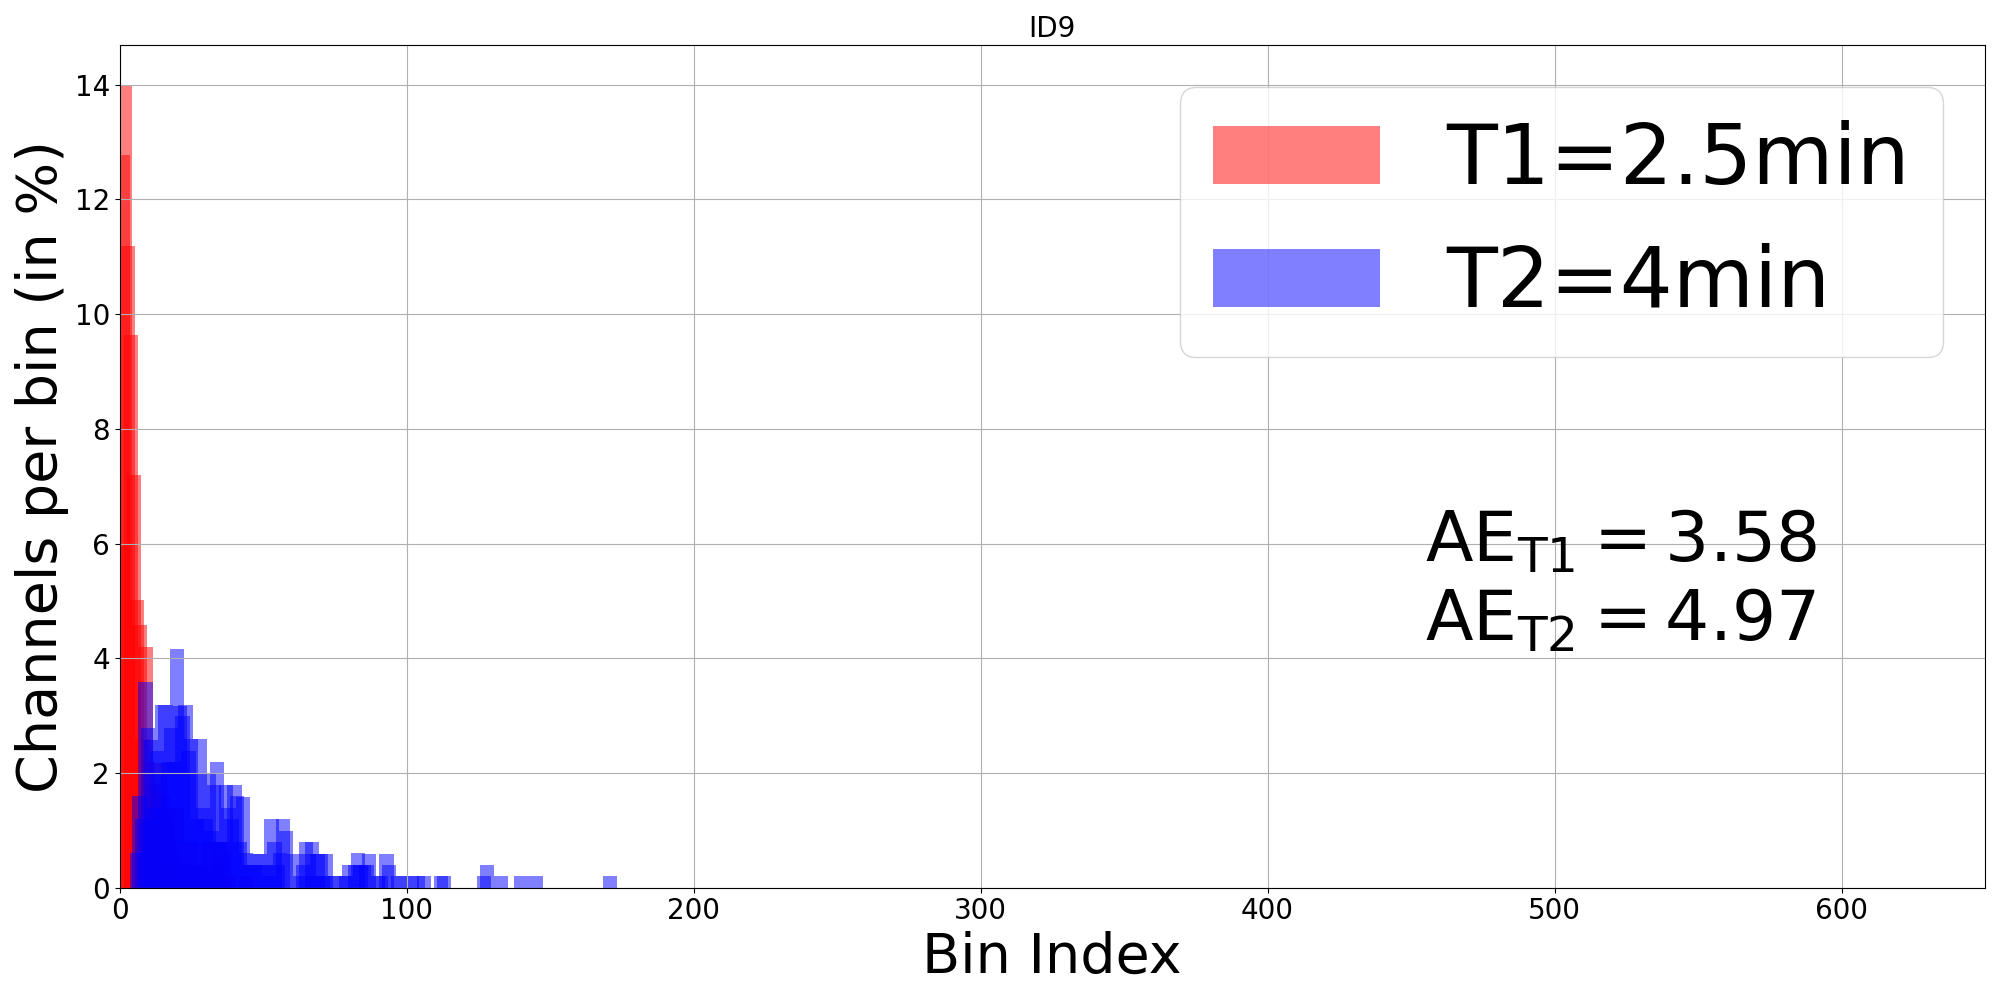 ID9
Channels per bin (in %)
14
12
10
8
6
4
2
0
T1=2.5min
T2=4min
AE_T1 = 3.58
AE_T2 = 4.97
0 100 200 300 400 500 600
Bin Index